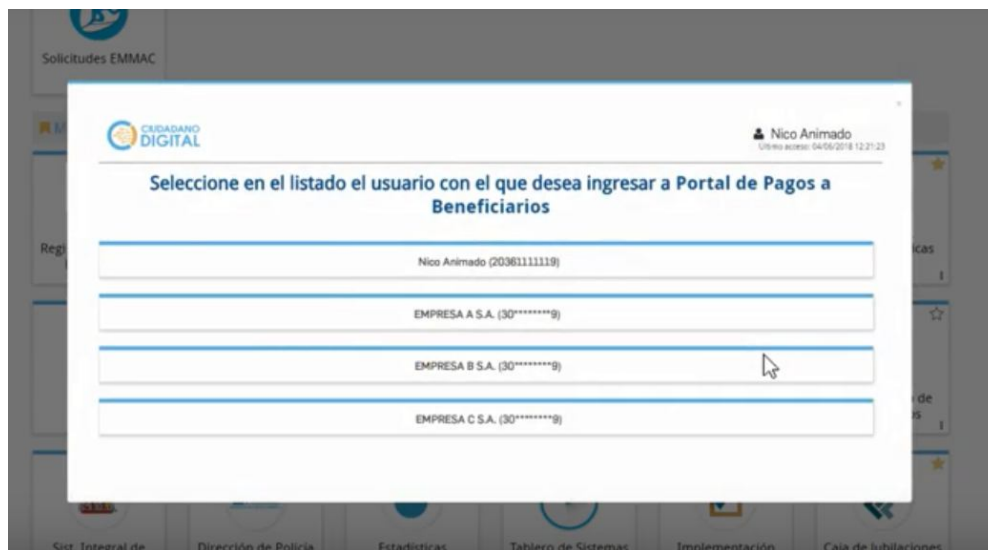 Solicitudes EMMAC
CIUDADANO
DIGITAL
Nico Animado
Último acceso: 04/06/2018 12:21:23
Seleccione en el listado el usuario con el que desea ingresar a Portal de Pagos a
Beneficiarios
Nico Animado (20361111119)
EMPRESA A S.A. (30********9)
EMPRESA B S.A. (30********9)
EMPRESA C S.A. (30********9)
Regi
icas
de
os
Sist. Integral de
Dirección de Policía
Estadísticas
Tablero de Sistemas
Implementación
Caja de Jubilaciones